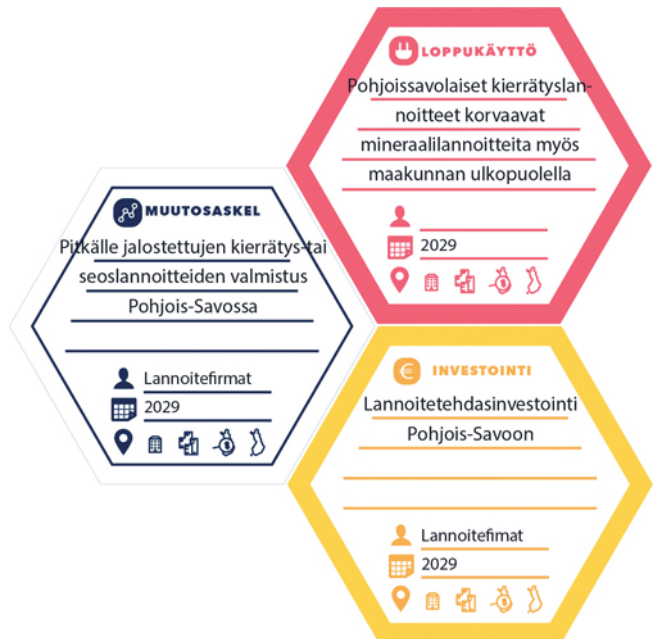 LOPPUKÄYTTÖ
Pohjoissavolaiset kierrätyslan-
noitteet korvaavat
mineraalilannoitteita myös
maakunnan ulkopuolella
2029
MUUTOSASKEL
Pitkälle jalostettujen kierrätys-tai
seoslannoitteiden valmistus
Pohjois-Savossa
Lannoitefirmat
2029
INVESTOINTI
Lannoitetehdasinvestointi
Pohjois-Savoon
Lannoitefimat
2029